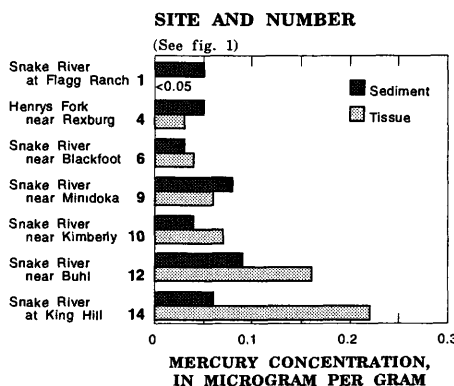 SITE AND NUMBER
(See fig. 1)
Snake River
at Flagg Ranch 1
<0.05
Henrys Fork
near Rexburg 4
Snake River
near Blackfoot 6
Snake River
near Minidoka 9
Snake River
near Kimberly 10
Snake River
near Buhl 12
Snake River
at King Hill 14
Sediment
Tissue
0 0.1 0.2 0.3
MERCURY CONCENTRATION,
IN MICROGRAM PER GRAM